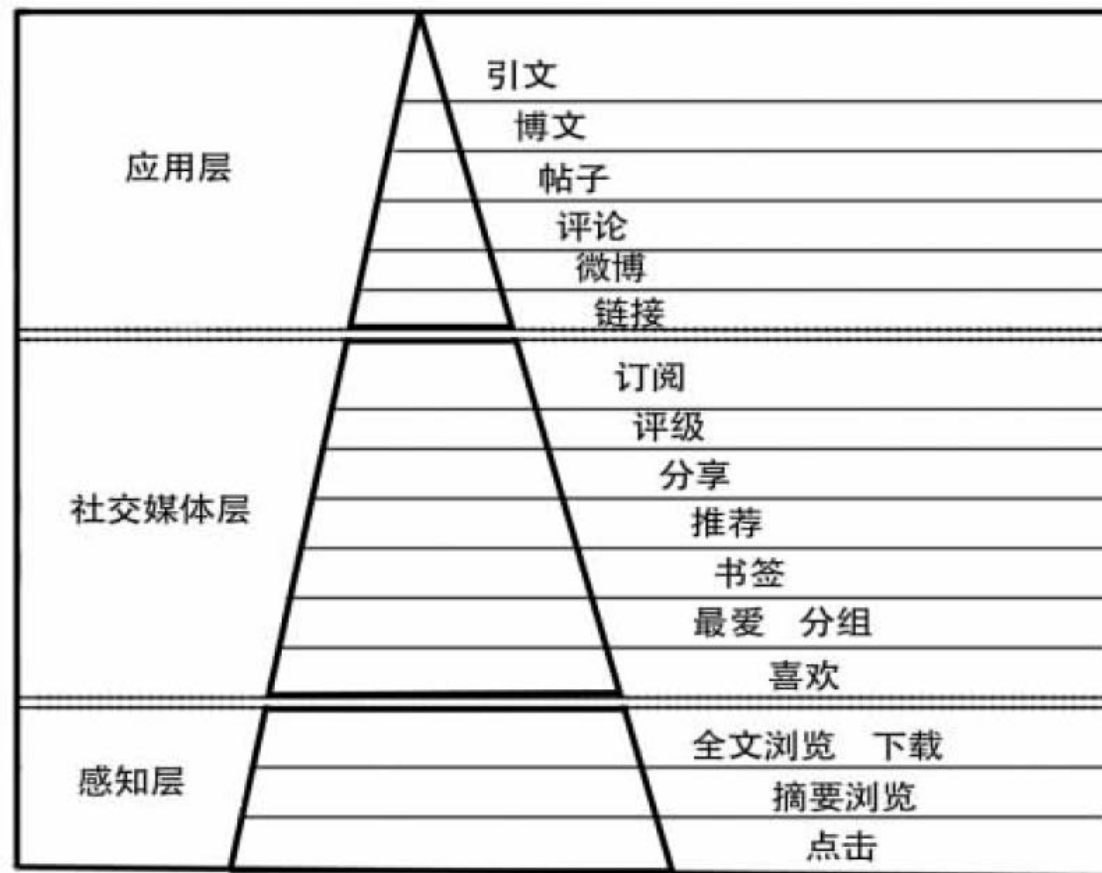 引文
博文
应用层
帖子
评论
微博
链接
订阅
评级
分享
社交媒体层
推荐
书签
最爱 分组
喜欢
全文浏览 下载
感知层
摘要浏览
点击